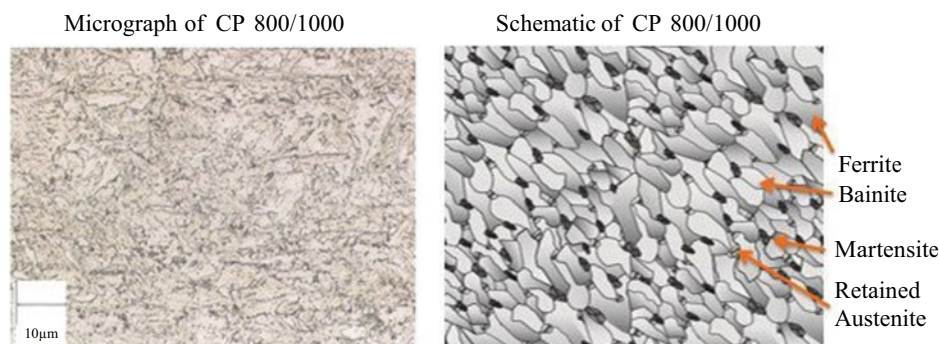 Micrograph of CP 800/1000
Schematic of CP 800/1000
Ferrite
Bainite
Martensite
Retained
Austenite
10µm